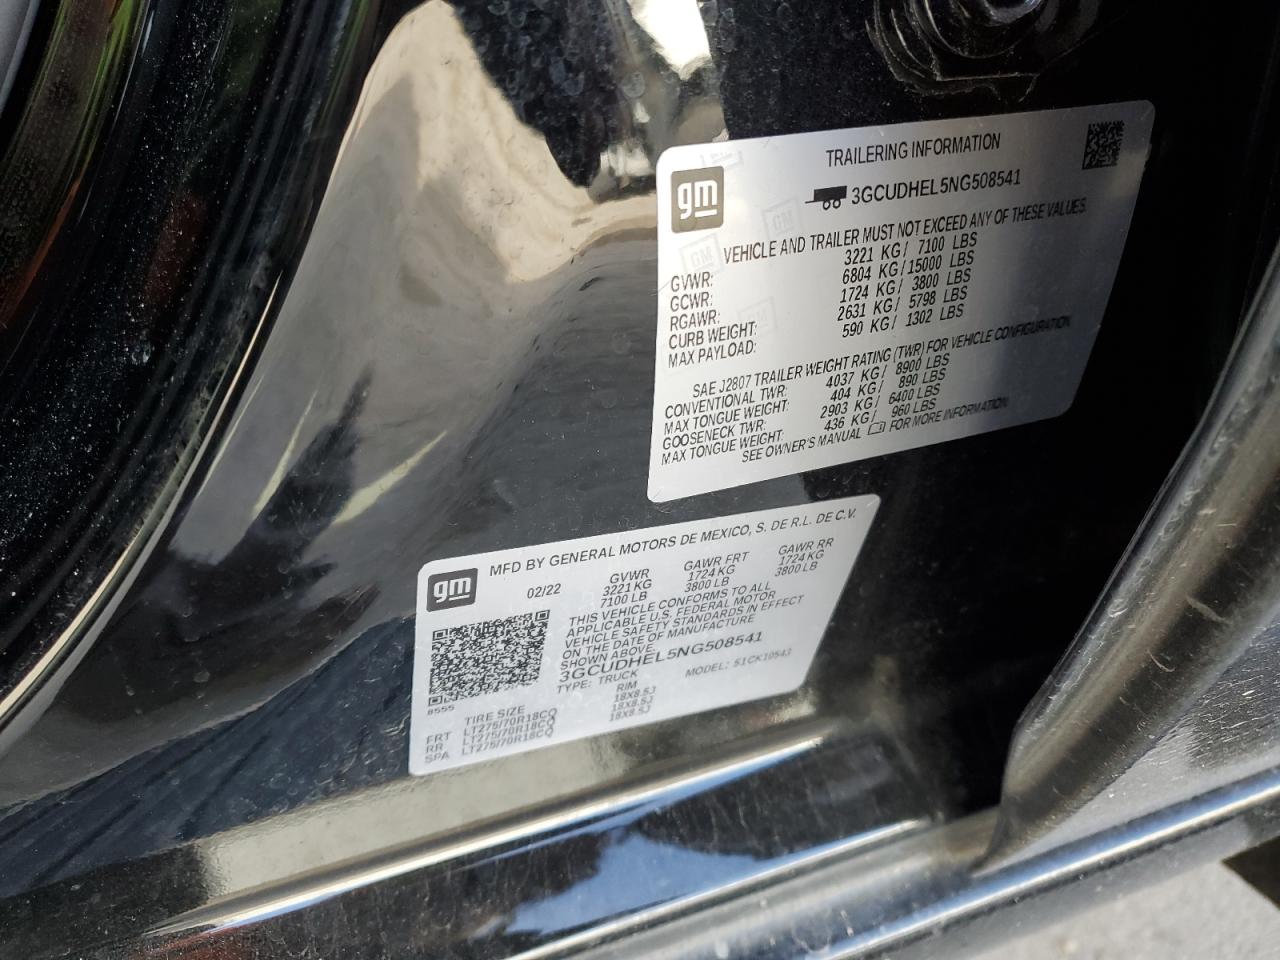 TRAILERING INFORMATION
gm
3GCUDHEL5NG508541
VEHICLE AND TRAILER MUST NOT EXCEED ANY OF THESE VALUES.
GVWR: 3221 KG / 7100 LBS
GCWR: 6804 KG / 15000 LBS
RGAWR: 1724 KG / 3800 LBS
CURB WEIGHT: 2631 KG / 5798 LBS
MAX PAYLOAD: 590 KG / 1302 LBS
SAE J2807 TRAILER WEIGHT RATING (TWR) FOR VEHICLE CONFIGURATION
CONVENTIONAL TWR: 4037 KG / 8900 LBS
MAX TONGUE WEIGHT: 404 KG / 890 LBS
GOOSENECK TWR: 2903 KG / 6400 LBS
MAX TONGUE WEIGHT: 436 KG / 960 LBS
SEE OWNER'S MANUAL FOR MORE INFORMATION
gm
MFD BY GENERAL MOTORS DE MEXICO, S. DE R.L. DE C.V.
02/22
GVWR GAWR FRT GAWR RR
3221 KG 1724 KG 1724 KG
7100 LB 3800 LB 3800 LB
THIS VEHICLE CONFORMS TO ALL
APPLICABLE U.S. FEDERAL MOTOR
VEHICLE SAFETY STANDARDS IN EFFECT
ON THE DATE OF MANUFACTURE
SHOWN ABOVE.
3GCUDHEL5NG508541
TYPE: TRUCK MODEL: 51CK10543
8555
TIRE SIZE RIM
FRT LT275/70R18CQ 18X8.5J
RR LT275/70R18CQ 18X8.5J
SPA LT275/70R18CQ 18X8.5J